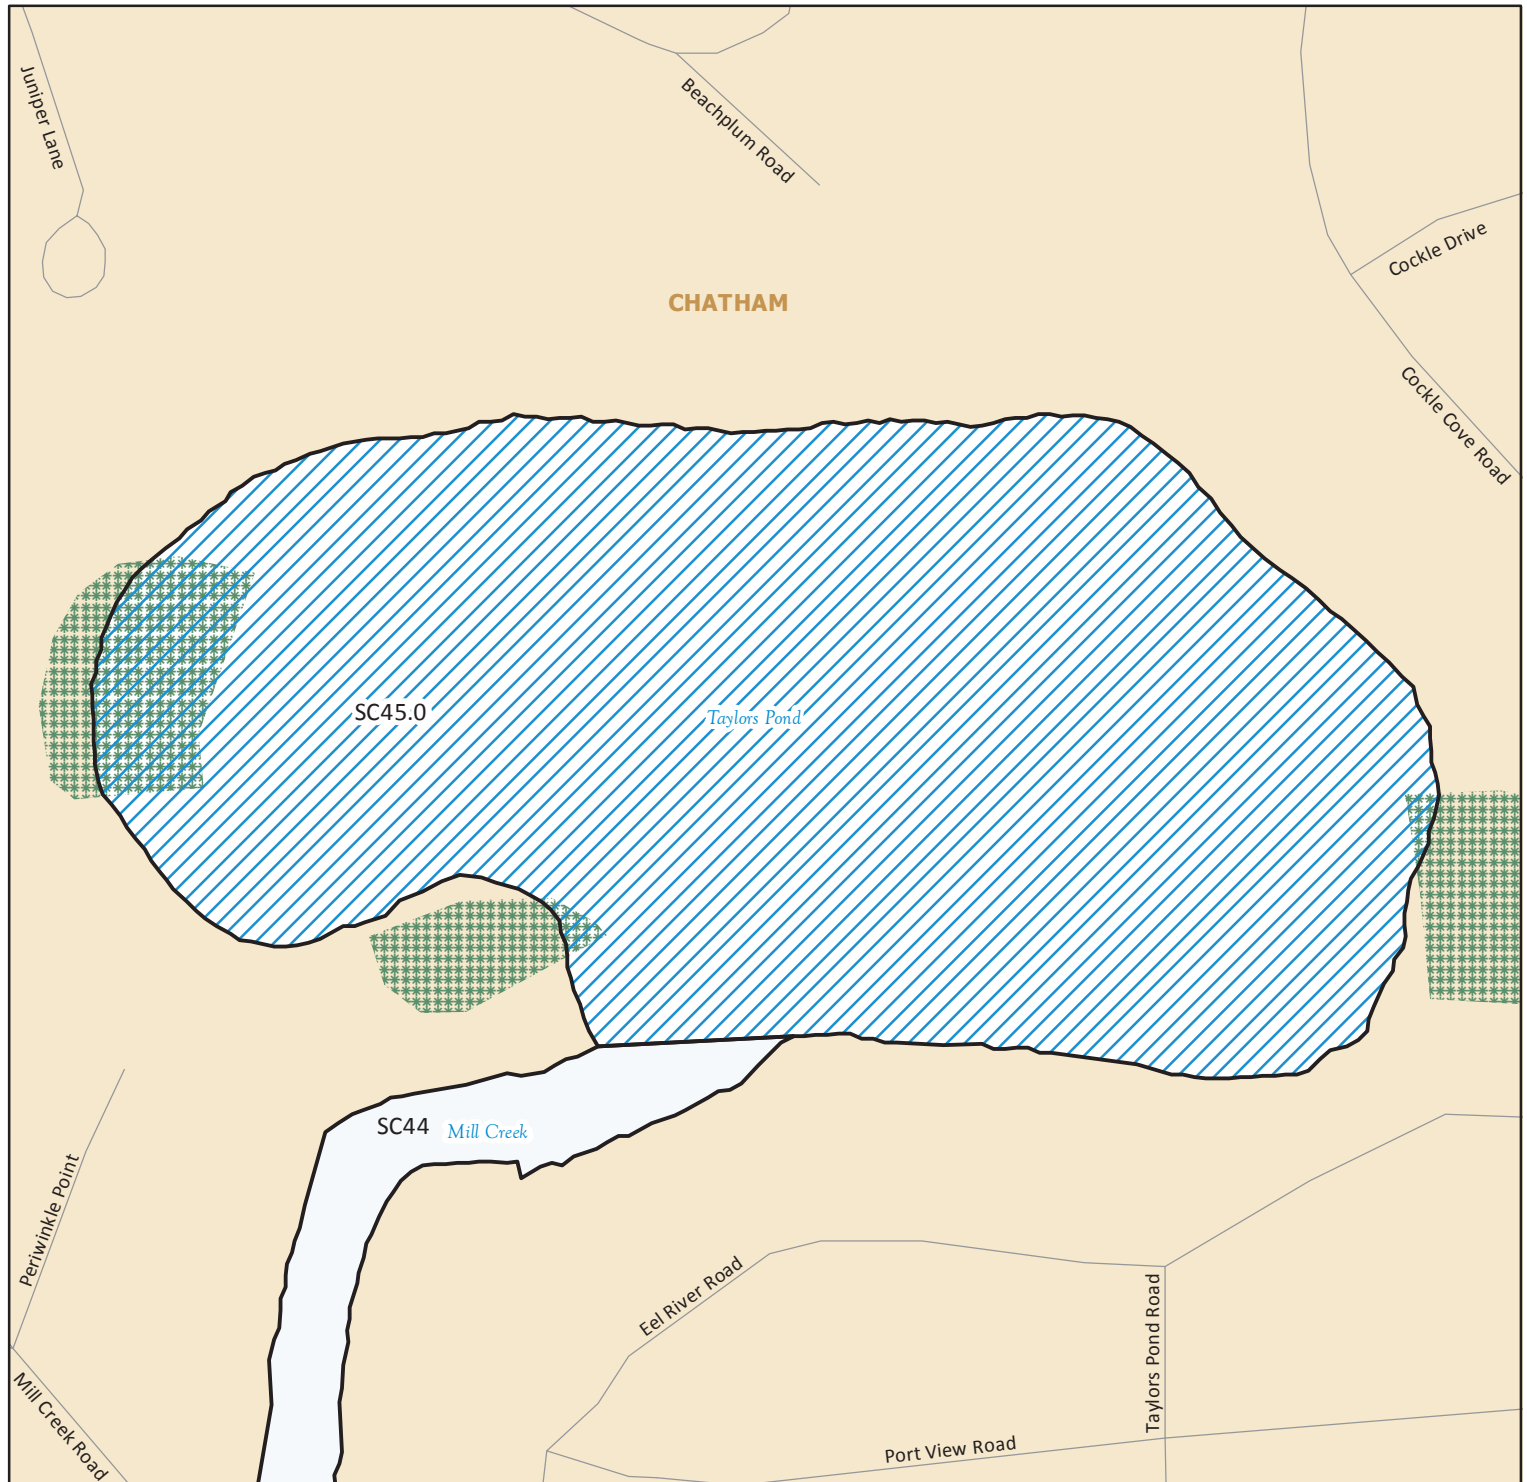 Juniper Lane
Beachplum Road
Cockle Drive
CHATHAM
Cockle Cove Road
SC45.0
Taylors Pond
SC44
Mill Creek
Periwinkle Point
Eel River Road
Taylors Pond Road
Mill Creek Road
Port View Road